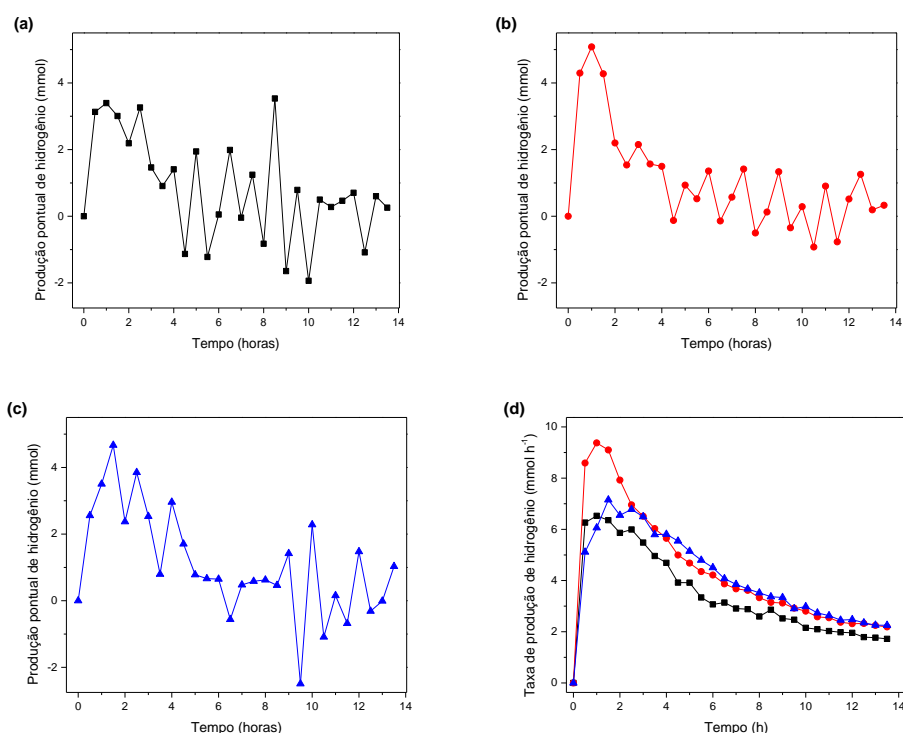 (a)
Produção pontual de hidrogênio (mmol)
4
2
0
-2
0 2 4 6 8 10 12 14
Tempo (horas)
(b)
Produção pontual de hidrogênio (mmol)
4
2
0
-2
0 2 4 6 8 10 12 14
Tempo (horas)
(c)
Produção pontual de hidrogênio (mmol)
4
2
0
-2
0 2 4 6 8 10 12 14
Tempo (horas)
(d)
Taxa de produção de hidrogênio (mmol h⁻¹)
10
8
6
4
2
0
0 2 4 6 8 10 12 14
Tempo (h)